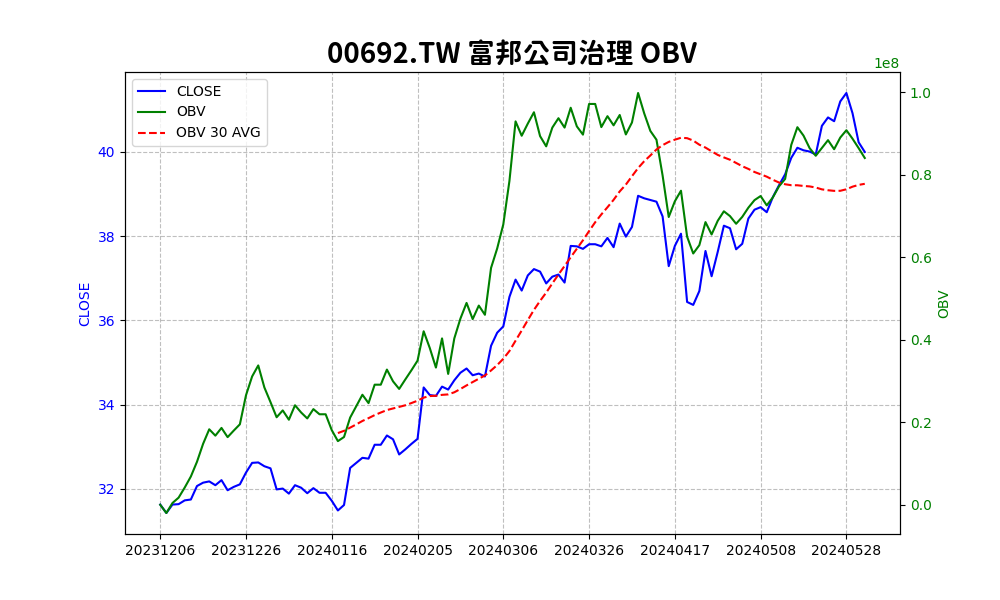 00692.TW 富邦公司治理 OBV
1e8
CLOSE
OBV
OBV 30 AVG
CLOSE
40
38
36
34
32
1.0
0.8
0.6
0.4
0.2
0.0
OBV
20231206 20231226 20240116 20240205 20240306 20240326 20240417 20240508 20240528